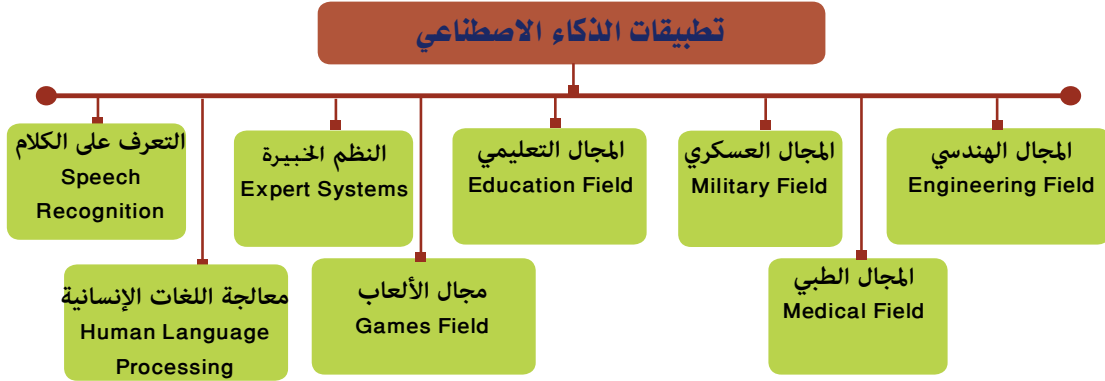 تطبيقات الذكاء الاصطناعي
المجال الهندسي
Engineering Field
المجال العسكري
Military Field
المجال التعليمي
Education Field
النظم الخبيرة
Expert Systems
التعرف على الكلام
Speech
Recognition
المجال الطبي
Medical Field
مجال الألعاب
Games Field
معالجة اللغات الإنسانية
Human Language
Processing